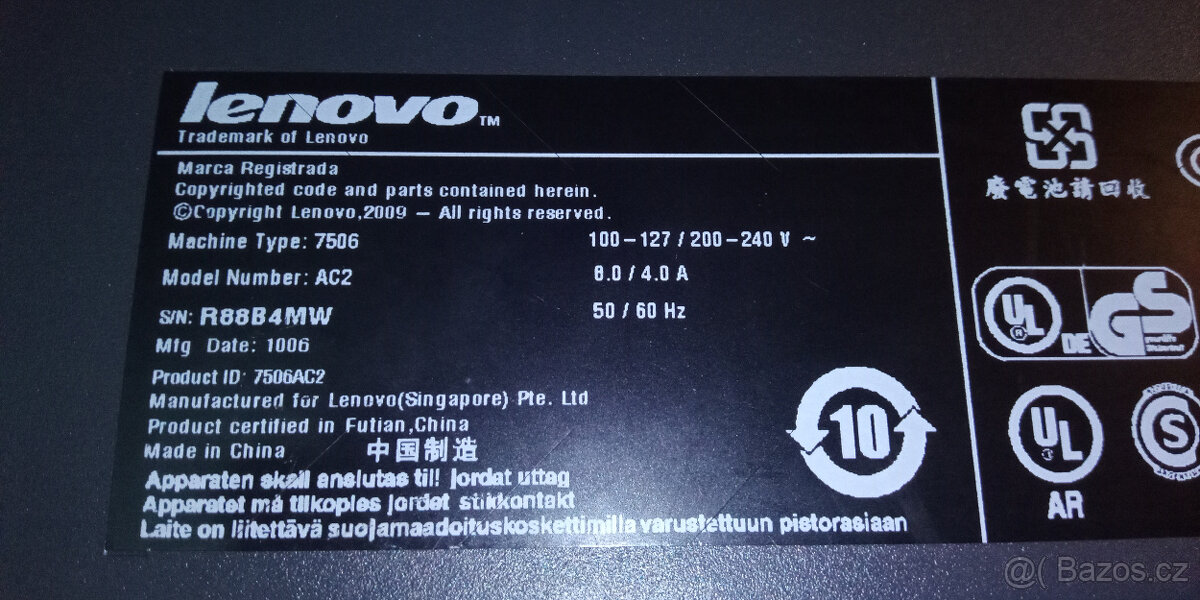 lenovo™
Trademark of Lenovo
Marca Registrada
Copyrighted code and parts contained herein.
©Copyright Lenovo,2009 – All rights reserved.
Machine Type: 7506
100–127 / 200–240 V ~
Model Number: AC2
8.0 / 4.0 A
S/N: R88B4MW
50 / 60 Hz
Mfg Date: 1006
Product ID: 7506AC2
Manufactured for Lenovo(Singapore) Pte. Ltd
Product certified in Futian,China
Made in China 中国制造
Apparaten skall anslutas till jordat uttag
Apparatet må tilkoples jordet stikkontakt
Laite on liitettävä suojamaadoituskoskettimilla varustettuun pistorasiaan
10
廢電池請回收
UL
DE
GS
UL
AR
S
@( Bazos.cz